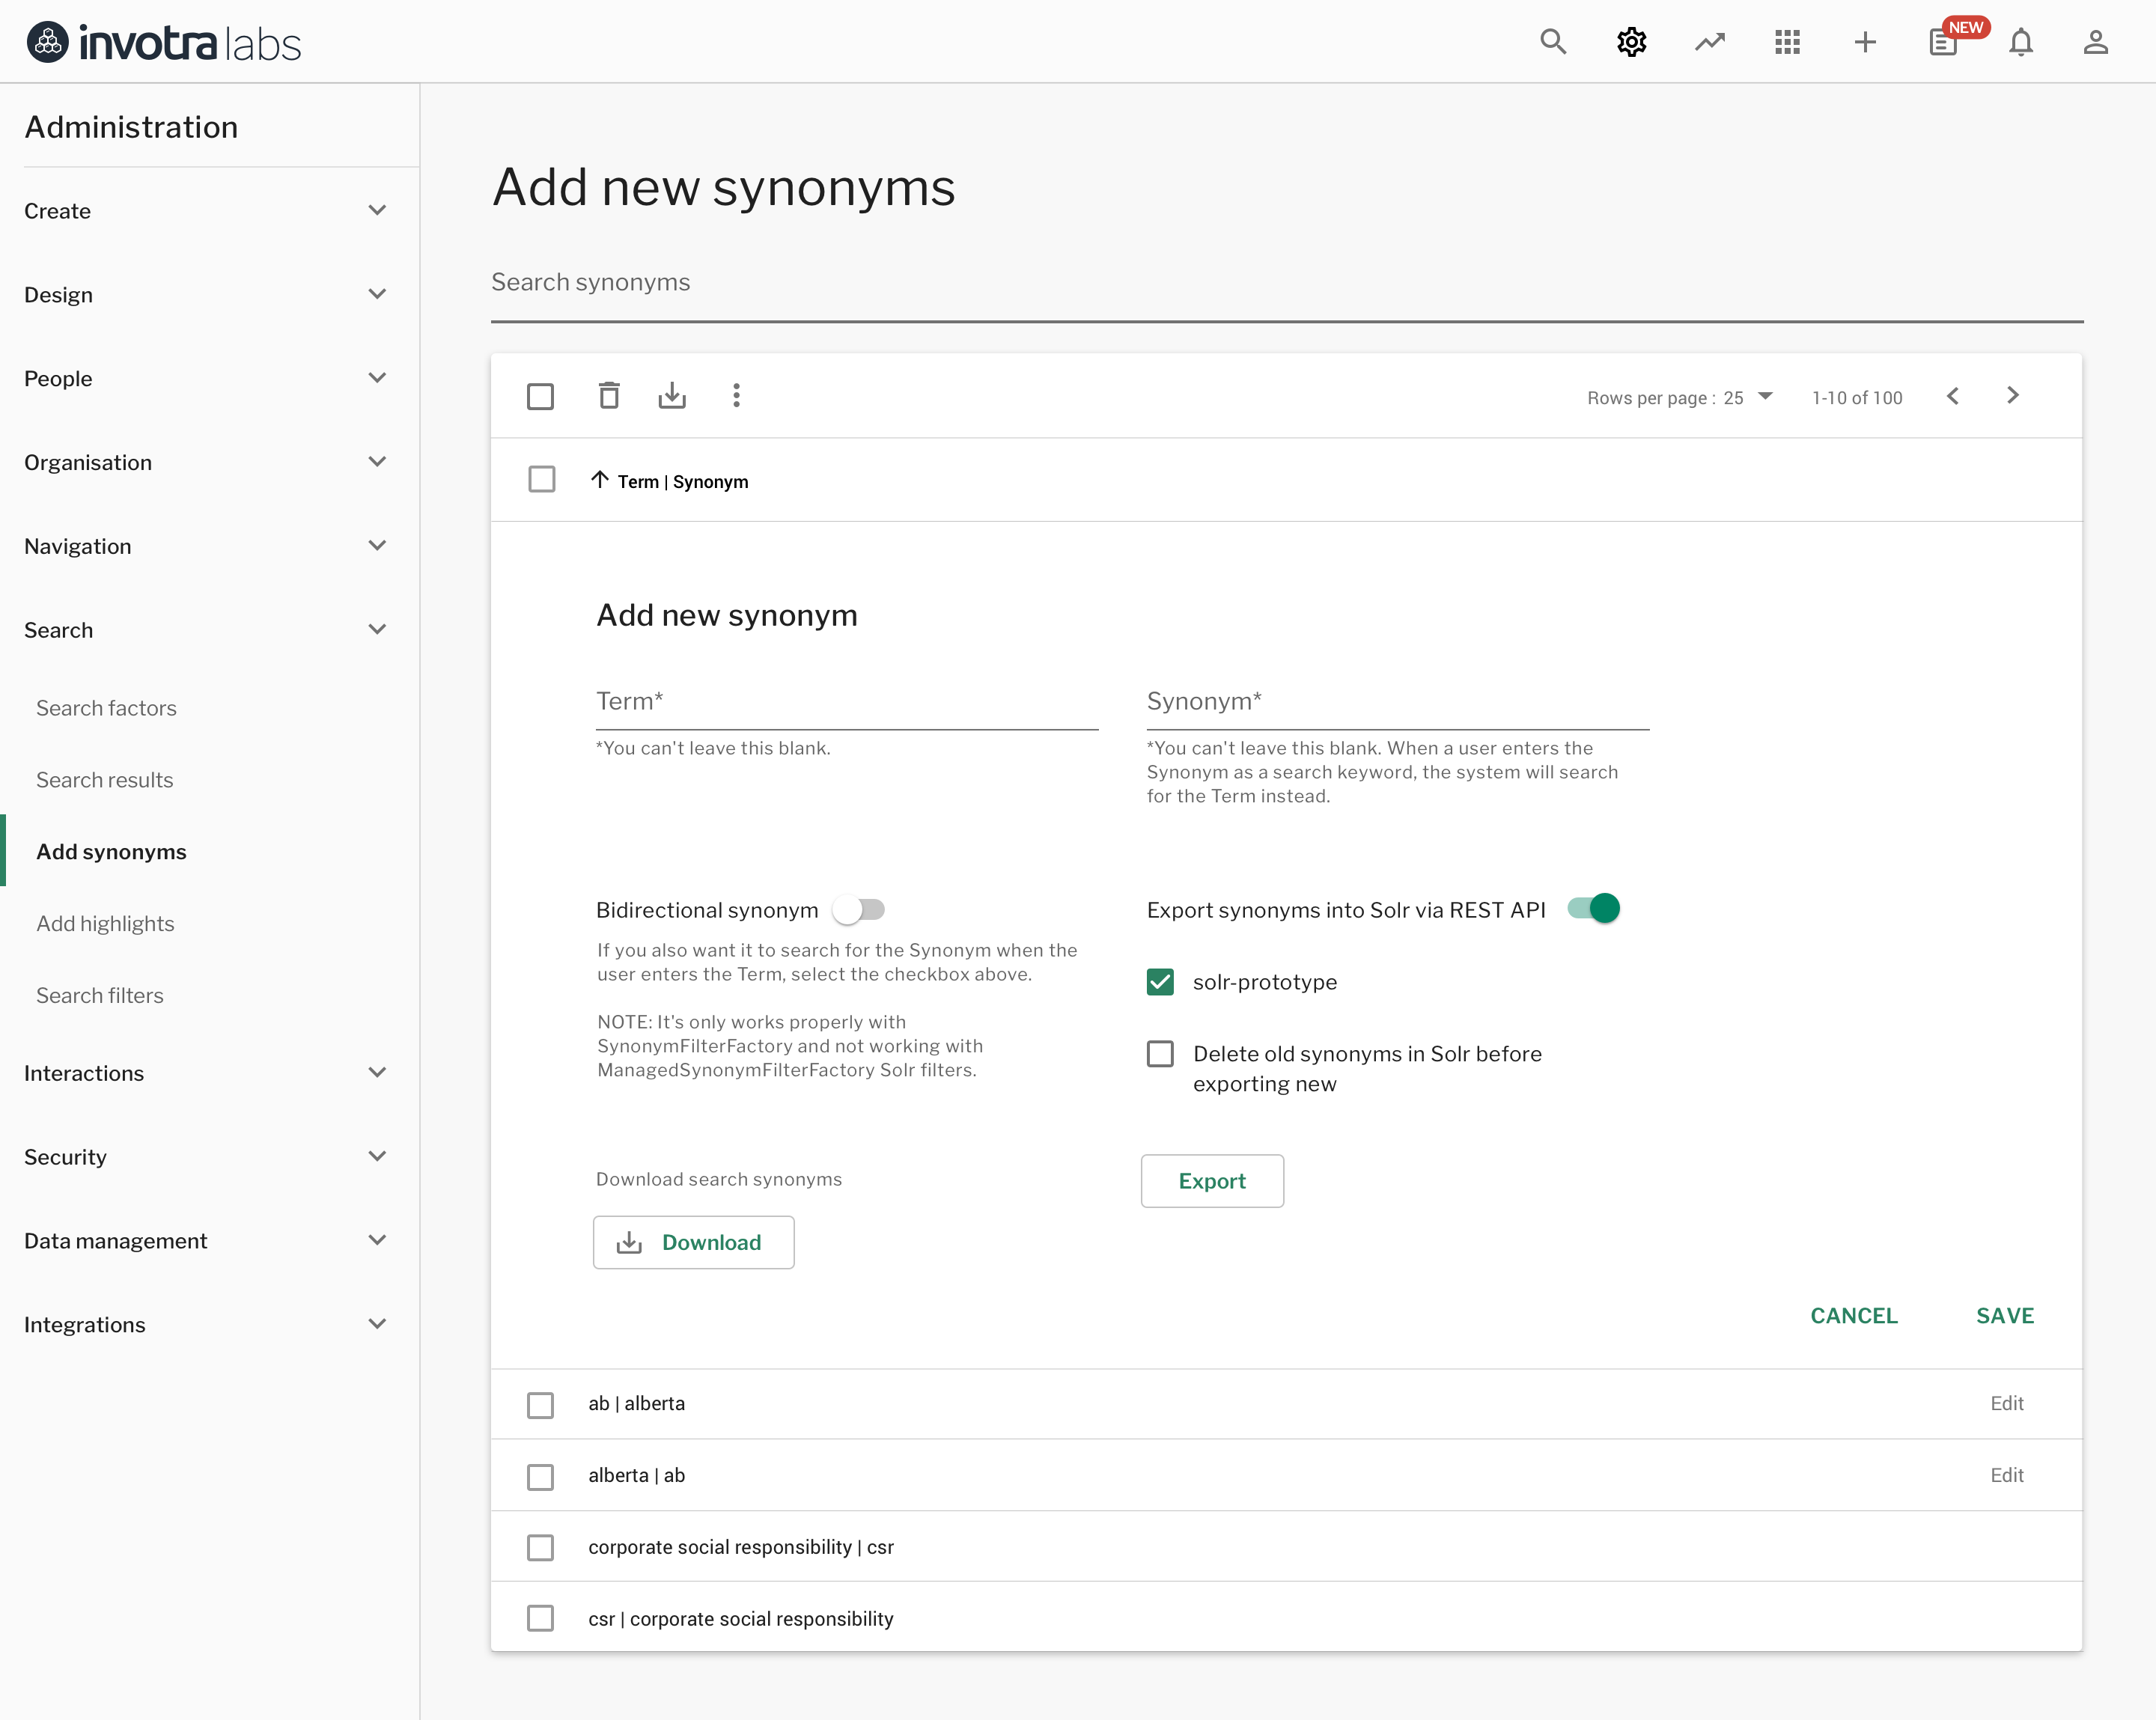 invotra labs
NEW
Administration
Create
Design
People
Organisation
Navigation
Search
Search factors
Search results
Add synonyms
Add highlights
Search filters
Interactions
Security
Data management
Integrations
Add new synonyms
Search synonyms
Rows per page : 25
1-10 of 100
Term | Synonym
Add new synonym
Term*
*You can't leave this blank.
Synonym*
*You can't leave this blank. When a user enters the
Synonym as a search keyword, the system will search
for the Term instead.
Bidirectional synonym
If you also want it to search for the Synonym when the
user enters the Term, select the checkbox above.
NOTE: It's only works properly with
SynonymFilterFactory and not working with
ManagedSynonymFilterFactory Solr filters.
Export synonyms into Solr via REST API
solr-prototype
Delete old synonyms in Solr before
exporting new
Download search synonyms
Download
Export
CANCEL
SAVE
ab | alberta
Edit
alberta | ab
Edit
corporate social responsibility | csr
csr | corporate social responsibility